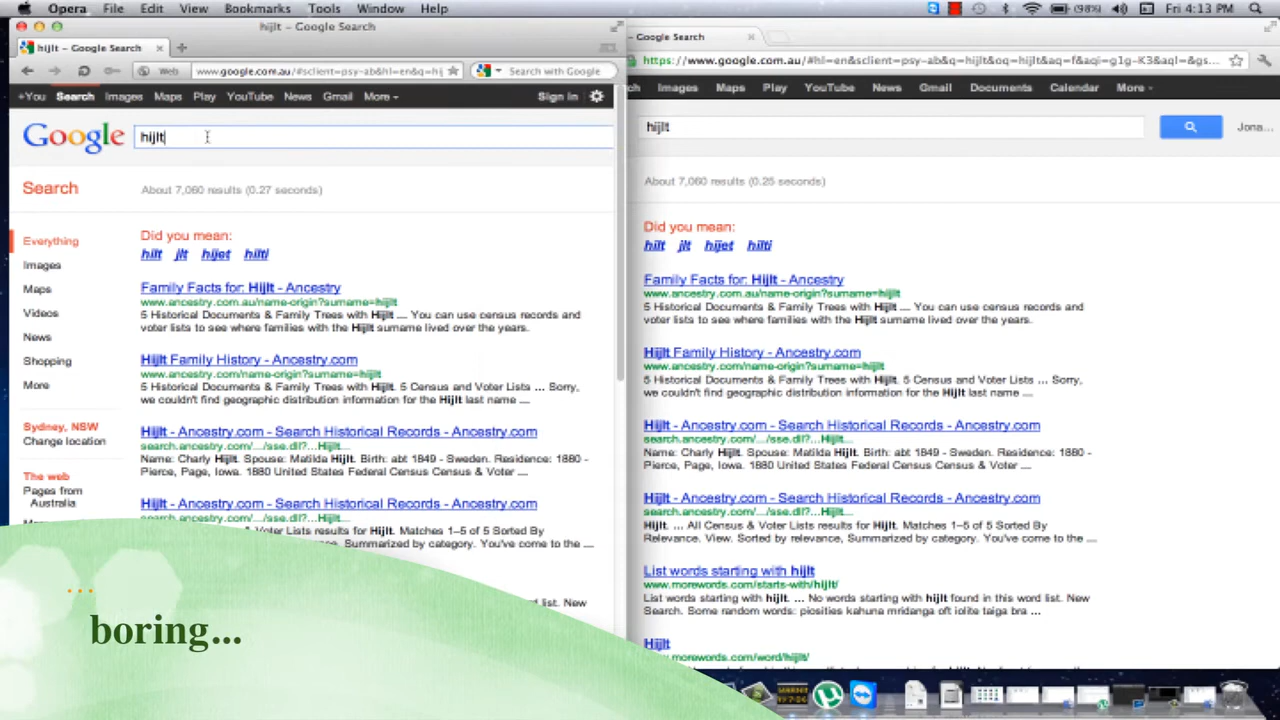 Opera File Edit View Bookmarks Tools Window Help
(98%) Fri 4:13 PM
hijlt – Google Search
hijlt – Google Search
Web www.google.com.au/#sclient=psy-ab&hl=en&q=hij
Search with Google
+You Search Images Maps Play YouTube News Gmail More Sign in
Google hijlt
Search About 7,060 results (0.27 seconds)
Everything
Images
Maps
Videos
News
Shopping
More
Sydney, NSW
Change location
The web
Pages from
Australia
Did you mean:
hilt jlt hijet hilti
Family Facts for: Hijlt - Ancestry
www.ancestry.com.au/name-origin?surname=hijlt
5 Historical Documents & Family Trees with Hijlt .... You can use census records and
voter lists to see where families with the Hijlt surname lived over the years.
Hijlt Family History - Ancestry.com
www.ancestry.com/name-origin?surname=hijlt
5 Historical Documents & Family Trees with Hijlt. 5 Census and Voter Lists ... Sorry,
we couldn't find geographic distribution information for the Hijlt last name ...
Hijlt - Ancestry.com - Search Historical Records - Ancestry.com
search.ancestry.com/.../sse.dll?...Hijlt...
Name: Charly Hijlt. Spouse: Matilda Hijlt. Birth: abt 1849 - Sweden. Residence: 1880 -
Pierce, Page, Iowa. 1880 United States Federal Census Census & Voter ...
Hijlt - Ancestry.com - Search Historical Records - Ancestry.com
search.ancestry.com/.../sse.dll?...Hijlt...
& Voter Lists results for Hijlt. Matches 1–5 of 5 Sorted By
, Summarized by category. You've come to the ...
list. New
...
boring...
– Google Search
https://www.google.com.au/#hl=en&sclient=psy-ab&q=hijlt&oq=hijlt&aq=f&aqi=g1g-K3&aql=&gs...
ch Images Maps Play YouTube News Gmail Documents Calendar More
hijlt
Jona...
About 7,060 results (0.25 seconds)
Did you mean:
hilt jlt hijet hilti
Family Facts for: Hijlt - Ancestry
www.ancestry.com.au/name-origin?surname=hijlt
5 Historical Documents & Family Trees with Hijlt .... You can use census records and
voter lists to see where families with the Hijlt surname lived over the years.
Hijlt Family History - Ancestry.com
www.ancestry.com/name-origin?surname=hijlt
5 Historical Documents & Family Trees with Hijlt. 5 Census and Voter Lists ... Sorry,
we couldn't find geographic distribution information for the Hijlt last name ...
Hijlt - Ancestry.com - Search Historical Records - Ancestry.com
search.ancestry.com/.../sse.dll?...Hijlt...
Name: Charly Hijlt. Spouse: Matilda Hijlt. Birth: abt 1849 - Sweden. Residence: 1880 -
Pierce, Page, Iowa. 1880 United States Federal Census Census & Voter ...
Hijlt - Ancestry.com - Search Historical Records - Ancestry.com
search.ancestry.com/.../sse.dll?...Hijlt...
Hijlt. ... All Census & Voter Lists results for Hijlt. Matches 1–5 of 5 Sorted By
Relevance. View. Sorted by relevance, Summarized by category. You've come to the ...
List words starting with hijlt
www.morewords.com/starts-with/hijlt/
List words starting with hijlt. ... No words starting with hijlt found in this word list. New
Search. Some random words: piosities kahuna mridanga oft iolite taiga bra ...
Hijlt
www.morewords.com/word/hijlt/